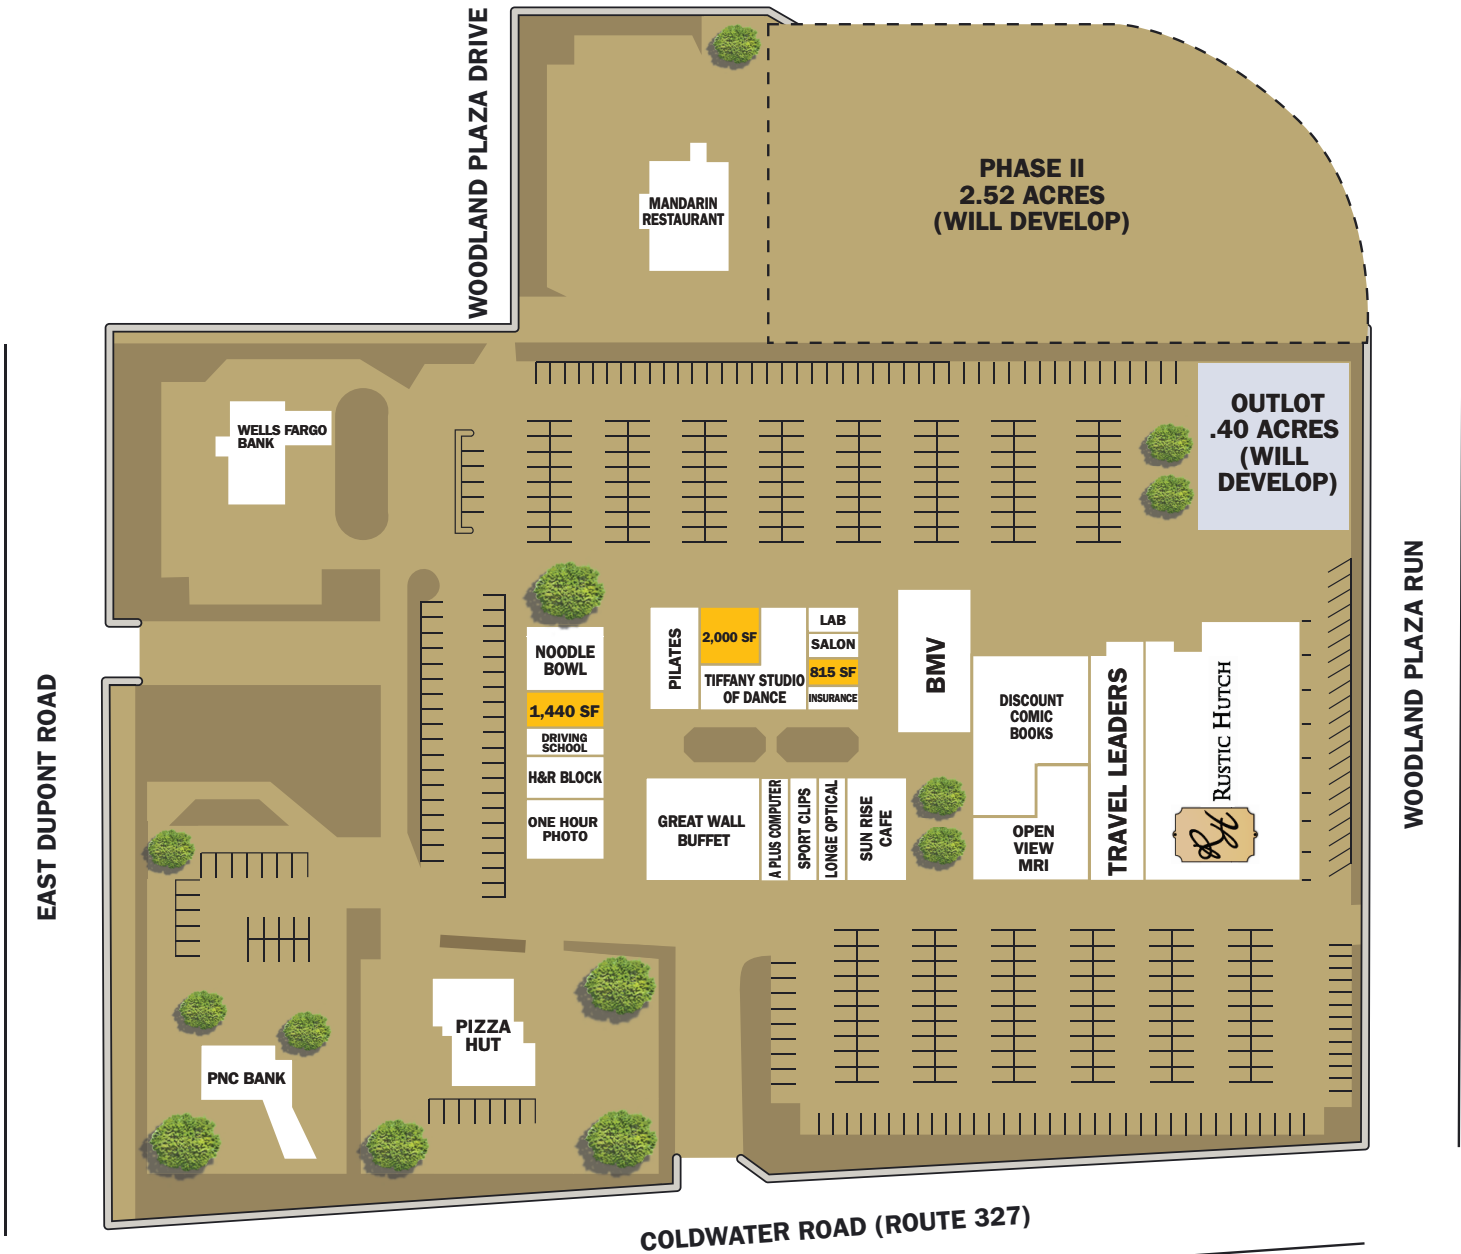 WOODLAND PLAZA DRIVE
PHASE II
2.52 ACRES
(WILL DEVELOP)
MANDARIN
RESTAURANT
WELLS FARGO
BANK
OUTLOT
.40 ACRES
(WILL
DEVELOP)
NOODLE
BOWL
1,440 SF
DRIVING
SCHOOL
H&R BLOCK
ONE HOUR
PHOTO
PILATES
2,000 SF
TIFFANY STUDIO
OF DANCE
LAB
SALON
815 SF
INSURANCE
BMV
DISCOUNT
COMIC
BOOKS
OPEN
VIEW
MRI
TRAVEL LEADERS
RUSTIC HUTCH
RH
GREAT WALL
BUFFET
A PLUS COMPUTER
SPORT CLIPS
LONGE OPTICAL
SUN RISE
CAFE
WOODLAND PLAZA RUN
EAST DUPONT ROAD
PIZZA
HUT
PNC BANK
COLDWATER ROAD (ROUTE 327)